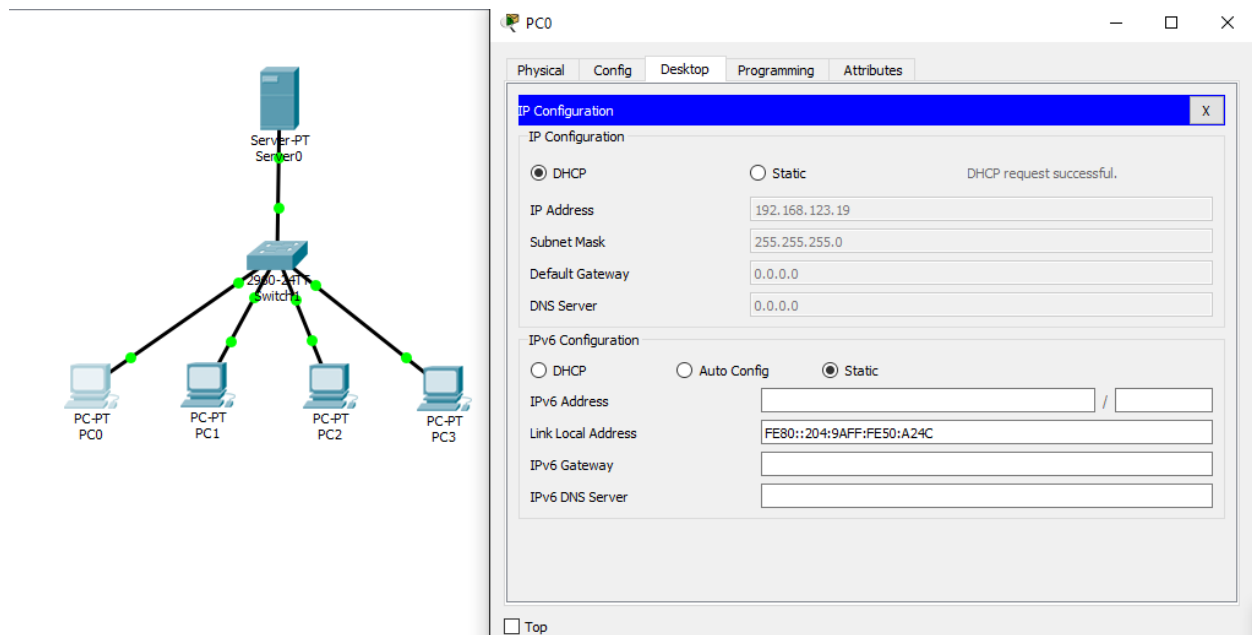 Server-PT
Server0
2960-24TT
Switch1
PC-PT
PC0
PC-PT
PC1
PC-PT
PC2
PC-PT
PC3
PC0
Physical Config Desktop Programming Attributes
IP Configuration X
IP Configuration
DHCP Static DHCP request successful.
IP Address 192.168.123.19
Subnet Mask 255.255.255.0
Default Gateway 0.0.0.0
DNS Server 0.0.0.0
IPv6 Configuration
DHCP Auto Config Static
IPv6 Address /
Link Local Address FE80::204:9AFF:FE50:A24C
IPv6 Gateway
IPv6 DNS Server
Top